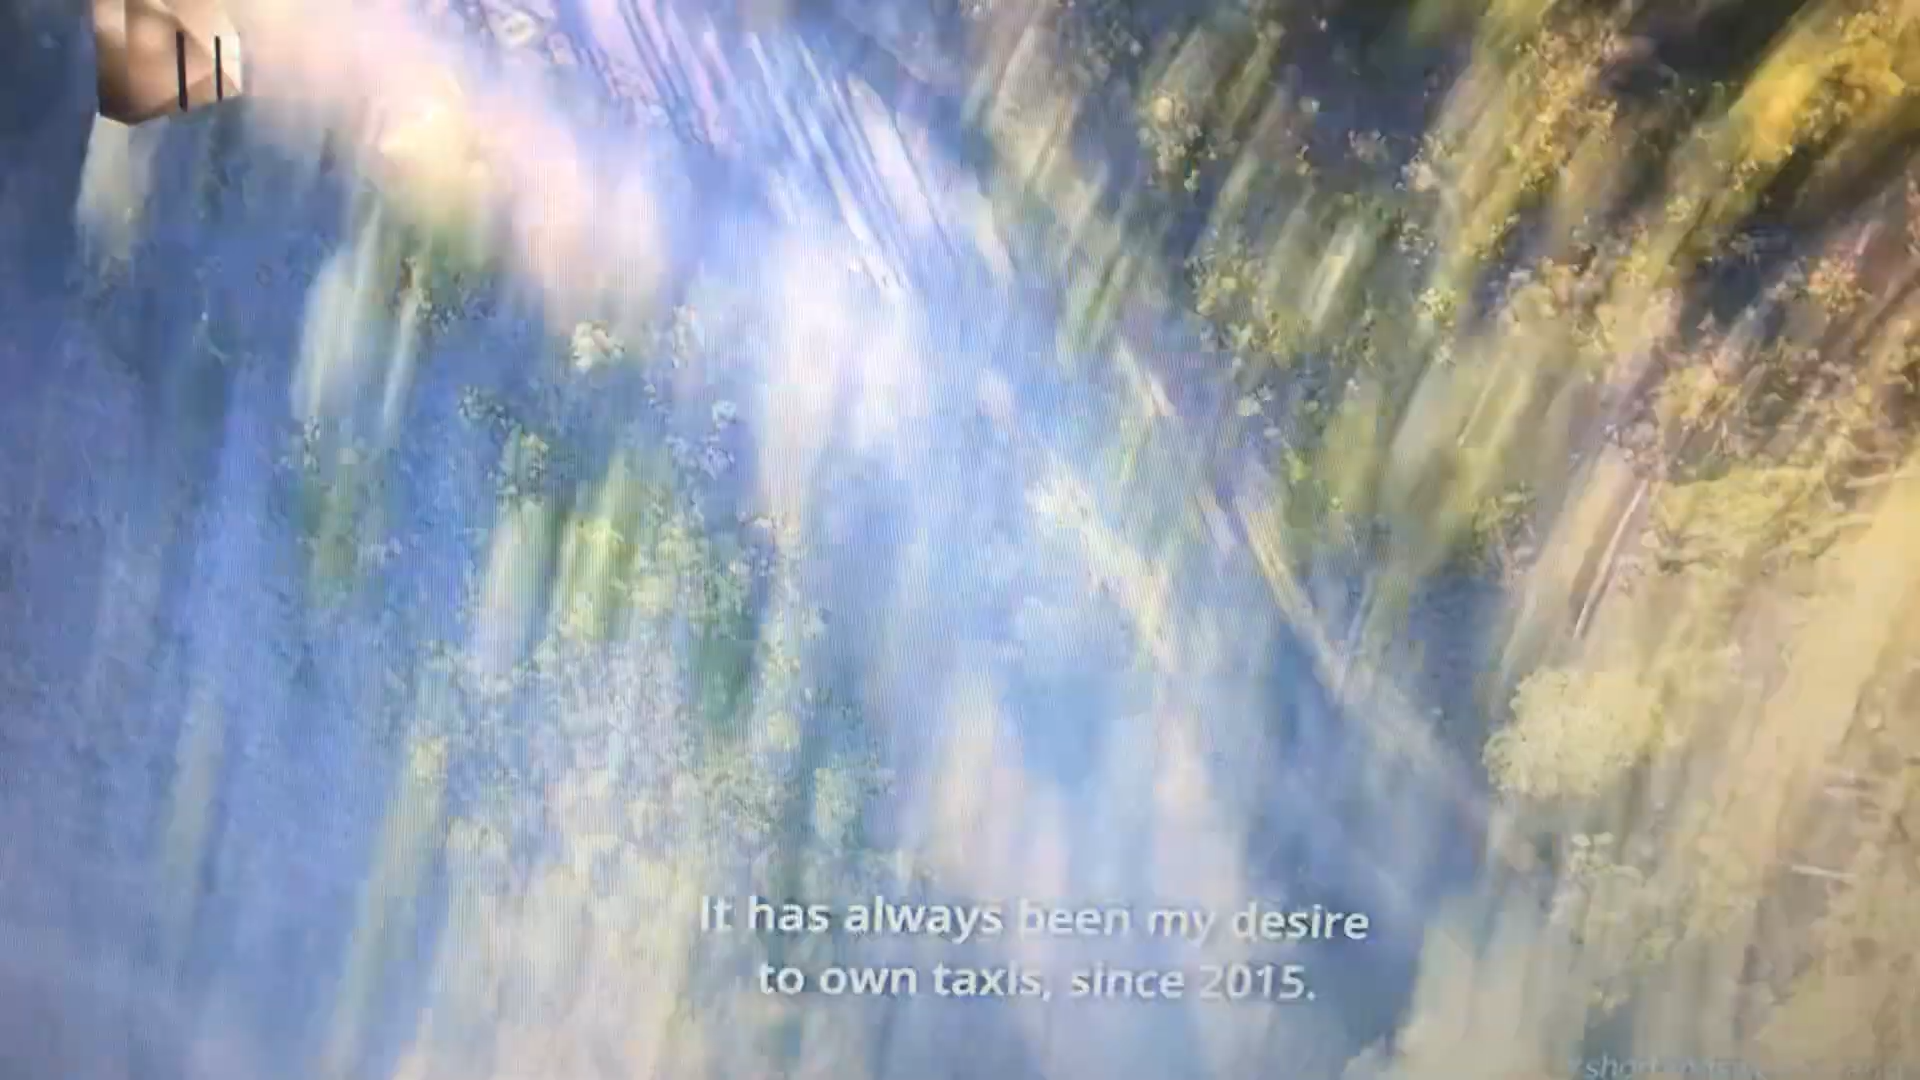 It has always been my desire
to own taxis, since 2015.